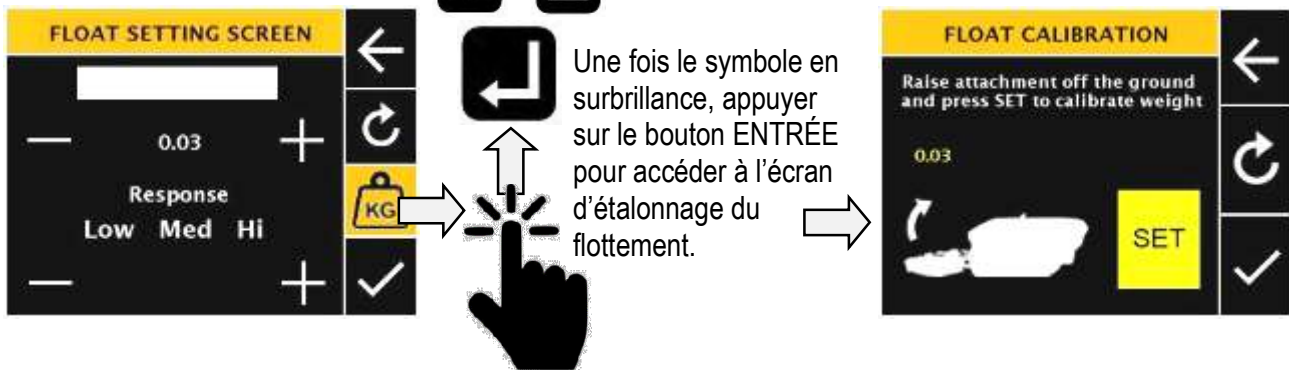 FLOAT SETTING SCREEN
0.03
Response
Low Med Hi
KG
Une fois le symbole en
surbrillance, appuyer
sur le bouton ENTRÉE
pour accéder à l’écran
d’étalonnage du
flottement.
FLOAT CALIBRATION
Raise attachment off the ground
and press SET to calibrate weight
0.03
SET